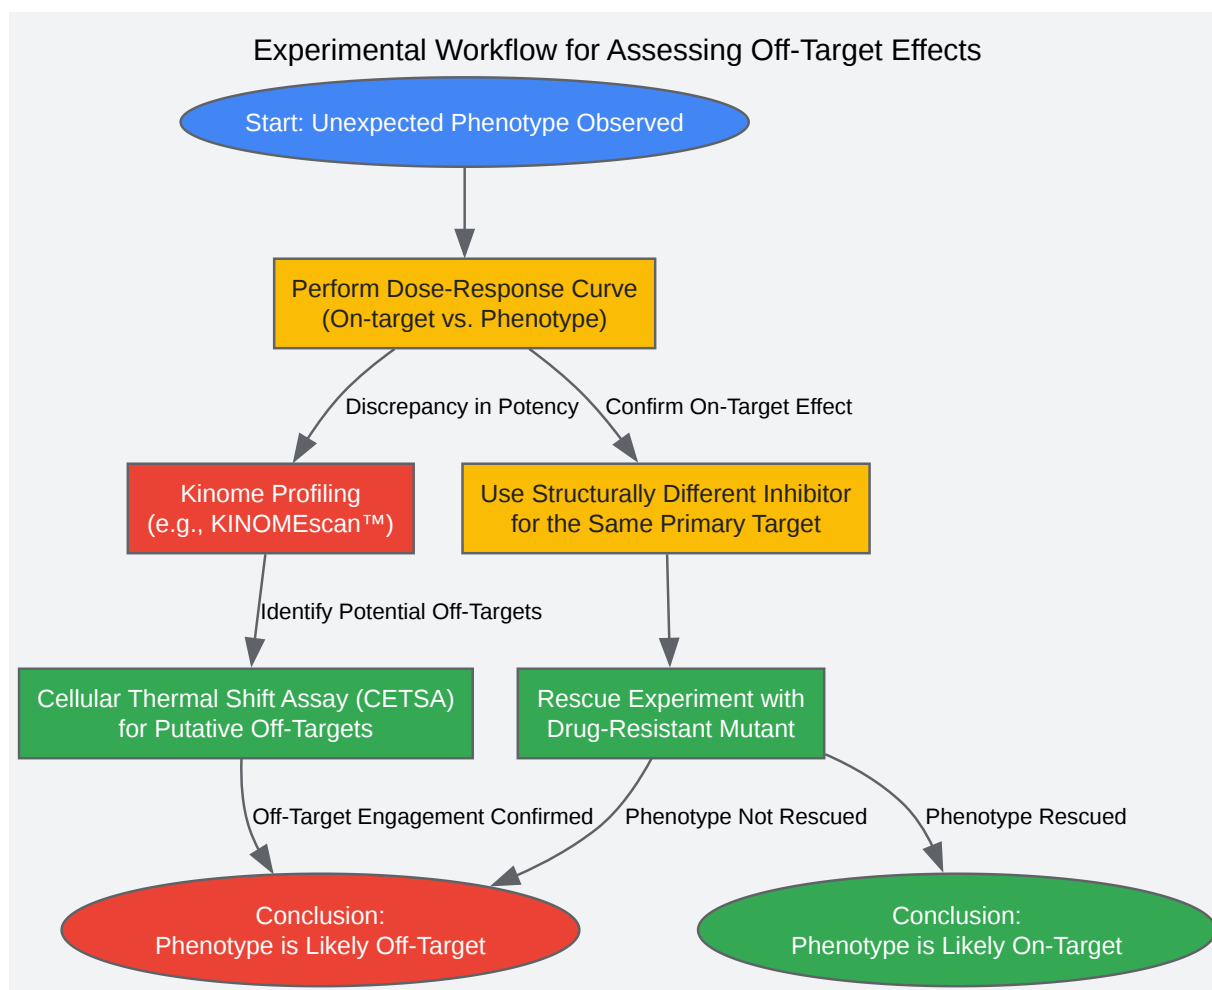 Experimental Workflow for Assessing Off-Target Effects
Start: Unexpected Phenotype Observed
Perform Dose-Response Curve
(On-target vs. Phenotype)
Discrepancy in Potency
Confirm On-Target Effect
Kinome Profiling
(e.g., KINOMEscan™)
Use Structurally Different Inhibitor
for the Same Primary Target
Identify Potential Off-Targets
Cellular Thermal Shift Assay (CETSA)
for Putative Off-Targets
Rescue Experiment with
Drug-Resistant Mutant
Off-Target Engagement Confirmed
Phenotype Not Rescued
Phenotype Rescued
Conclusion:
Phenotype is Likely Off-Target
Conclusion:
Phenotype is Likely On-Target